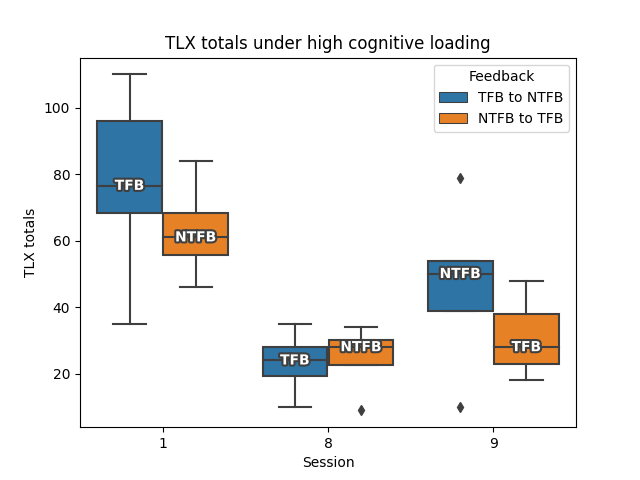 TLX totals under high cognitive loading
Feedback
TFB to NTFB
NTFB to TFB
TLX totals
100
80
60
40
20
TFB
NTFB
TFB
NTFB
NTFB
TFB
1
8
9
Session